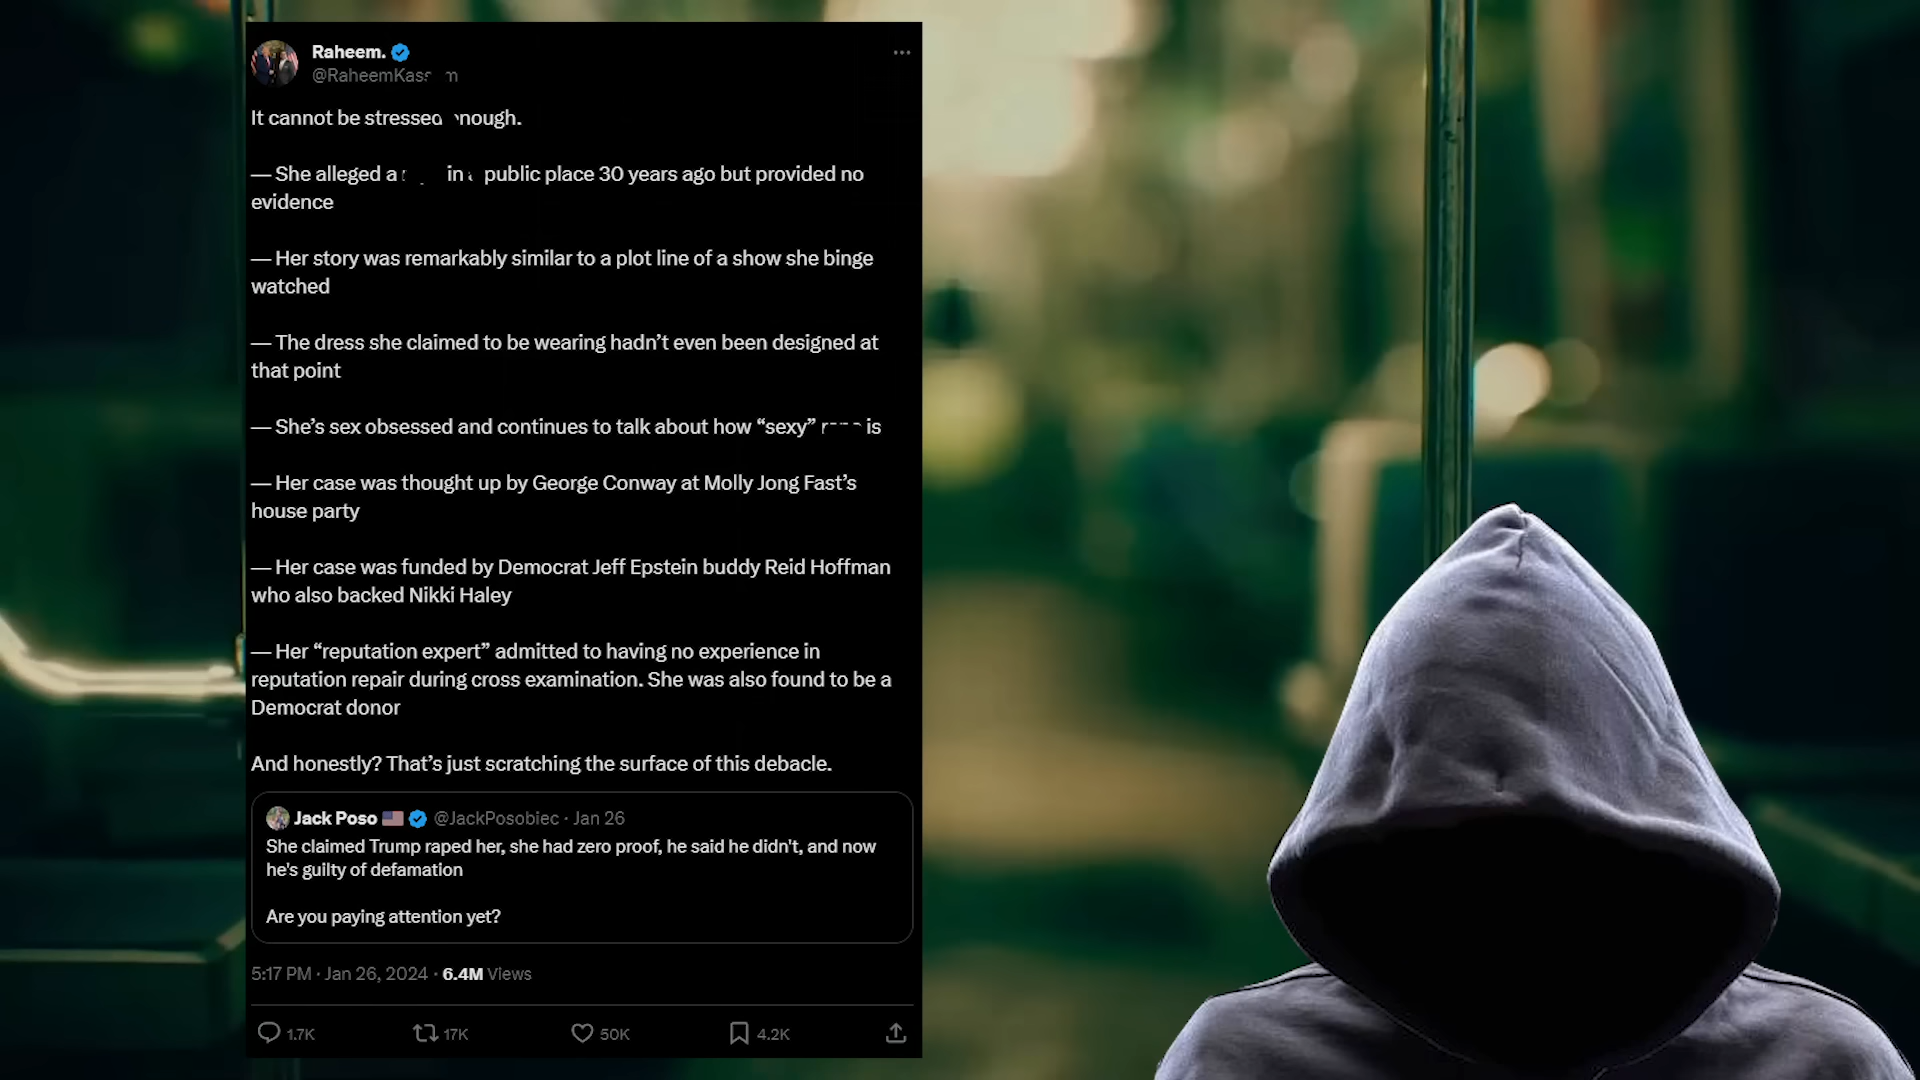 Raheem.
It cannot be stressed
— She alleged a in public place 30 years ago but provided no
evidence
— Her story was remarkably similar to a plot line of a show she binge
watched
— The dress she claimed to be wearing hadn’t even been designed at
that point
— She’s sex obsessed and continues to talk about how “sexy” is
— Her case was thought up by George Conway at Molly Jong Fast’s
house party
— Her case was funded by Democrat Jeff Epstein buddy Reid Hoffman
who also backed Nikki Haley
— Her “reputation expert” admitted to having no experience in
reputation repair during cross examination. She was also found to be a
Democrat donor
And honestly? That’s just scratching the surface of this debacle.
Jack Poso @JackPosobiec · Jan 26
She claimed Trump raped her, she had zero proof, he said he didn't, and now
he's guilty of defamation
Are you paying attention yet?
5:17 PM · Jan 26, 2024 · 6.4M Views
1.7K 17K 50K 4.2K